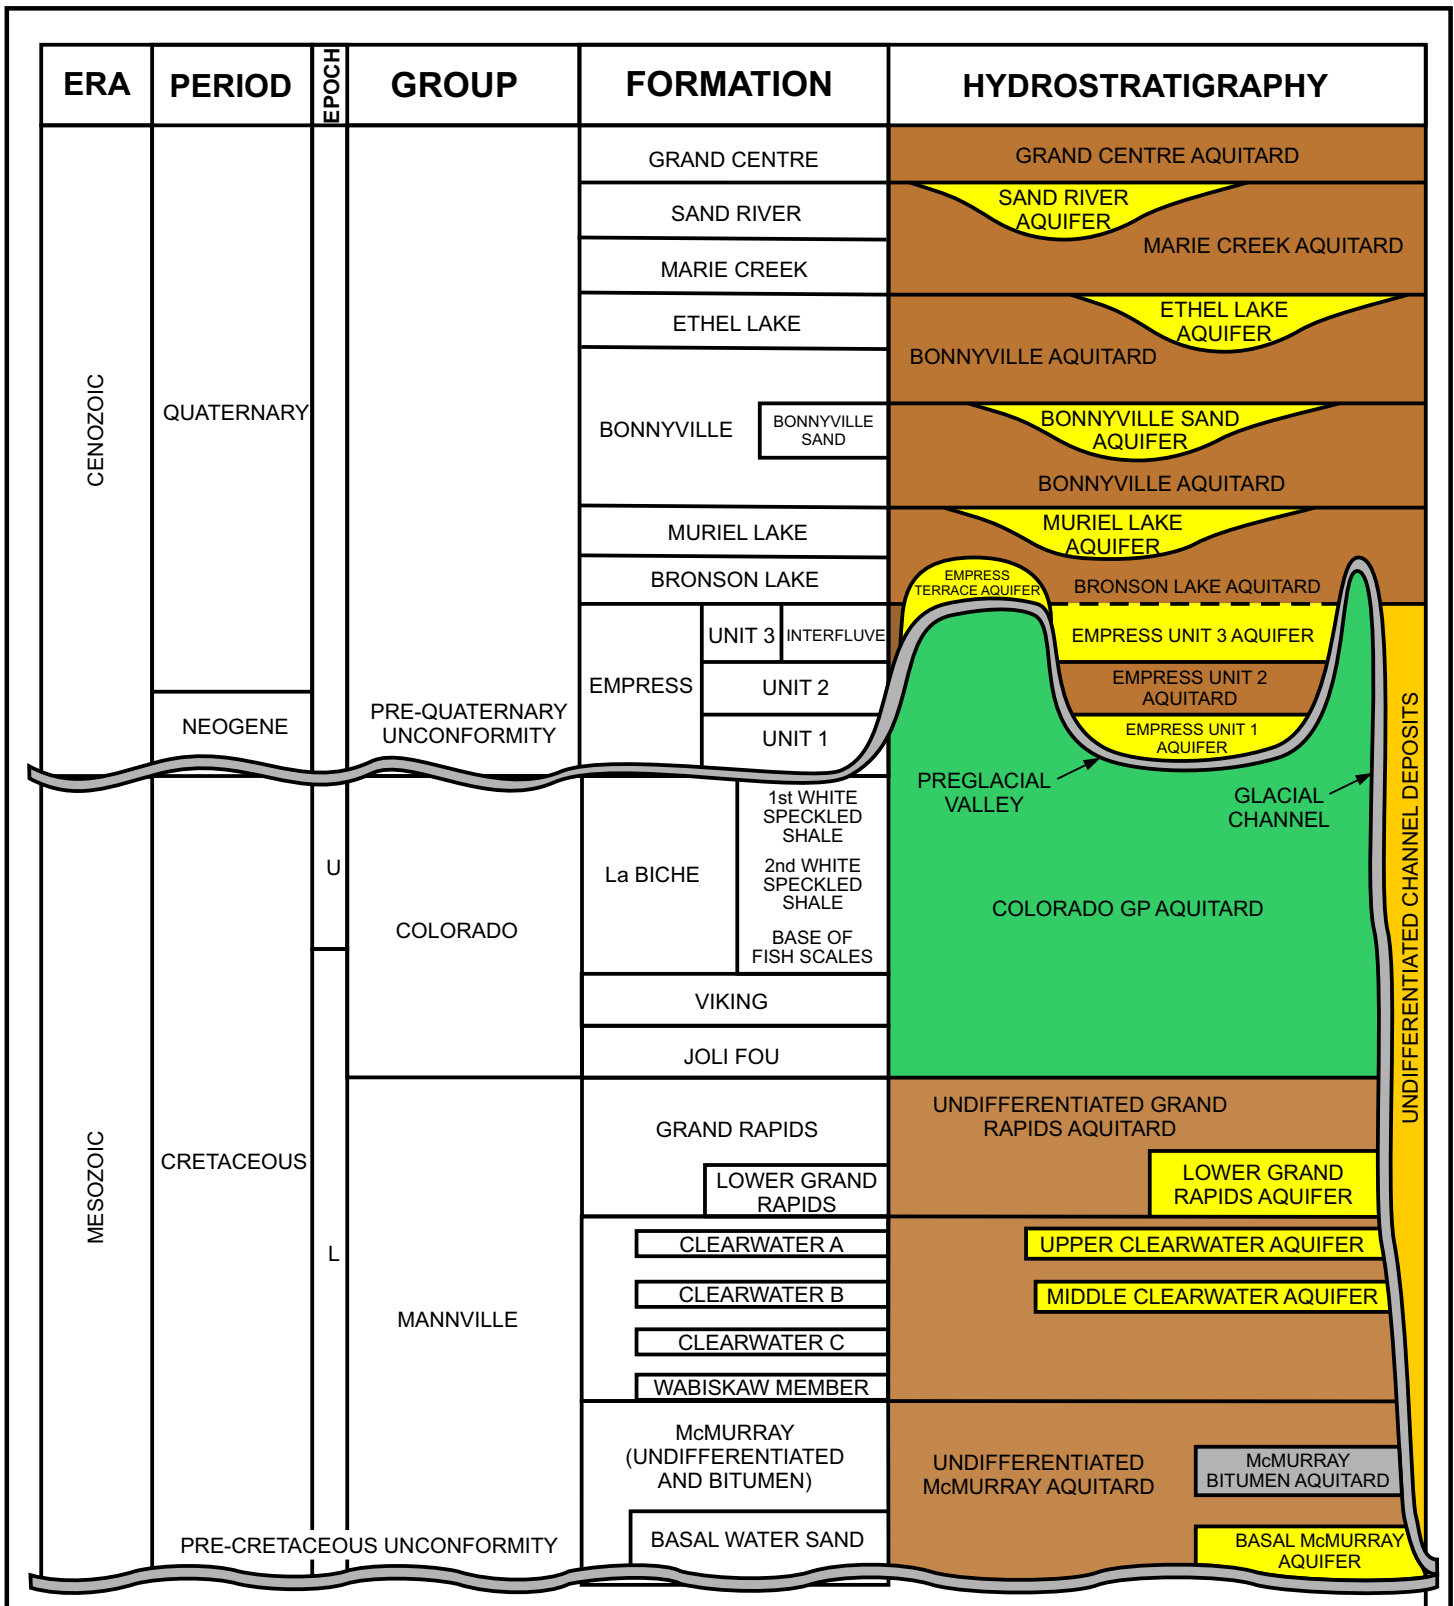 ERA
PERIOD
EPOCH
GROUP
FORMATION
HYDROSTRATIGRAPHY
CENOZOIC
QUATERNARY
NEOGENE
PRE-QUATERNARY
UNCONFORMITY
GRAND CENTRE
SAND RIVER
MARIE CREEK
ETHEL LAKE
BONNYVILLE
BONNYVILLE
SAND
MURIEL LAKE
BRONSON LAKE
EMPRESS
UNIT 3
INTERFLUVE
UNIT 2
UNIT 1
GRAND CENTRE AQUITARD
SAND RIVER
AQUIFER
MARIE CREEK AQUITARD
ETHEL LAKE
AQUIFER
BONNYVILLE AQUITARD
BONNYVILLE SAND
AQUIFER
BONNYVILLE AQUITARD
MURIEL LAKE
AQUIFER
EMPRESS
TERRACE AQUIFER
BRONSON LAKE AQUITARD
EMPRESS UNIT 3 AQUIFER
EMPRESS UNIT 2
AQUITARD
EMPRESS UNIT 1
AQUIFER
PREGLACIAL
VALLEY
GLACIAL
CHANNEL
UNDIFFERENTIATED CHANNEL DEPOSITS
MESOZOIC
CRETACEOUS
U
L
COLORADO
La BICHE
1st WHITE
SPECKLED
SHALE
2nd WHITE
SPECKLED
SHALE
BASE OF
FISH SCALES
VIKING
JOLI FOU
COLORADO GP AQUITARD
MANNVILLE
GRAND RAPIDS
LOWER GRAND
RAPIDS
CLEARWATER A
CLEARWATER B
CLEARWATER C
WABISKAW MEMBER
McMURRAY
(UNDIFFERENTIATED
AND BITUMEN)
BASAL WATER SAND
UNDIFFERENTIATED GRAND
RAPIDS AQUITARD
LOWER GRAND
RAPIDS AQUIFER
UPPER CLEARWATER AQUIFER
MIDDLE CLEARWATER AQUIFER
UNDIFFERENTIATED
McMURRAY AQUITARD
McMURRAY
BITUMEN AQUITARD
BASAL McMURRAY
AQUIFER
PRE-CRETACEOUS UNCONFORMITY